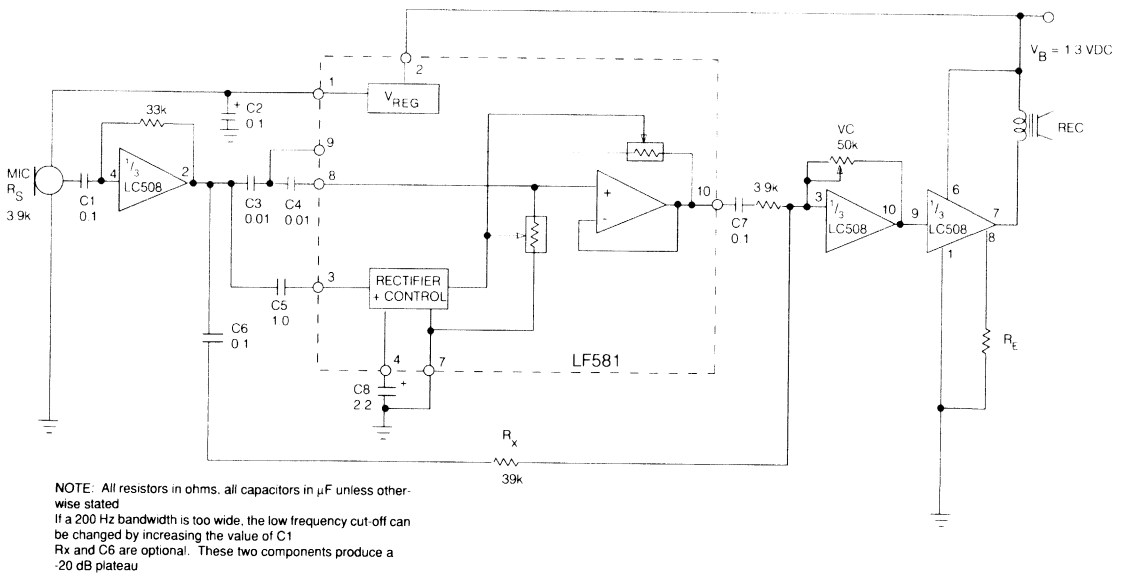 V_B = 1 3 VDC
2
1
V_REG
33k
+ C2
0 1
9
8
MIC
R_S
3 9k
4
1/3
LC508
2
C1
0.1
C3
0 01
C4
0 01
VC
50k
REC
+
-
10
C7
0.1
3 9k
3
1/3
LC508
10
9
6
1/3
LC508
7
8
1
3
RECTIFIER
+ CONTROL
C5
1 0
C6
0 1
4
7
LF581
C8
2 2
+
R_E
R_X
39k
NOTE: All resistors in ohms, all capacitors in µF unless other-
wise stated
If a 200 Hz bandwidth is too wide, the low frequency cut-off can
be changed by increasing the value of C1
Rx and C6 are optional. These two components produce a
-20 dB plateau